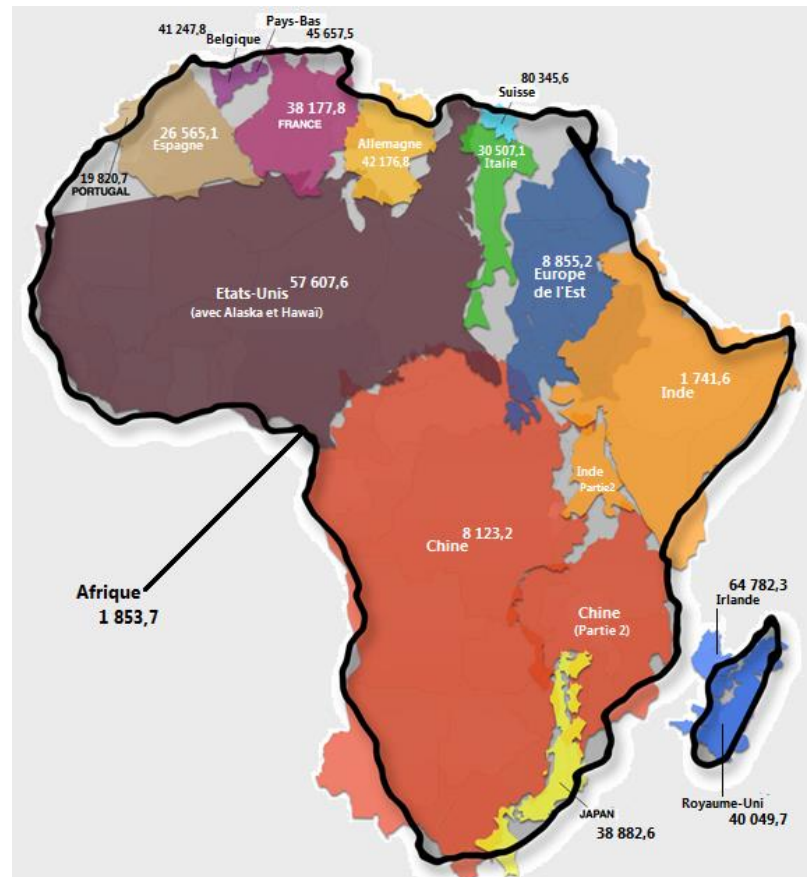 Pays-Bas
41 247,8
Belgique
45 657,5
80 345,6
Suisse
38 177,8
FRANCE
26 565,1
Espagne
Allemagne
42 176,8
30 507,1
Italie
19 820,7
PORTUGAL
8 855,2
Europe
de l'Est
57 607,6
Etats-Unis
(avec Alaska et Hawaï)
1 741,6
Inde
Inde
Partie2
8 123,2
Chine
Afrique
1 853,7
Chine
(Partie 2)
64 782,3
Irlande
JAPAN
38 882,6
Royaume-Uni
40 049,7